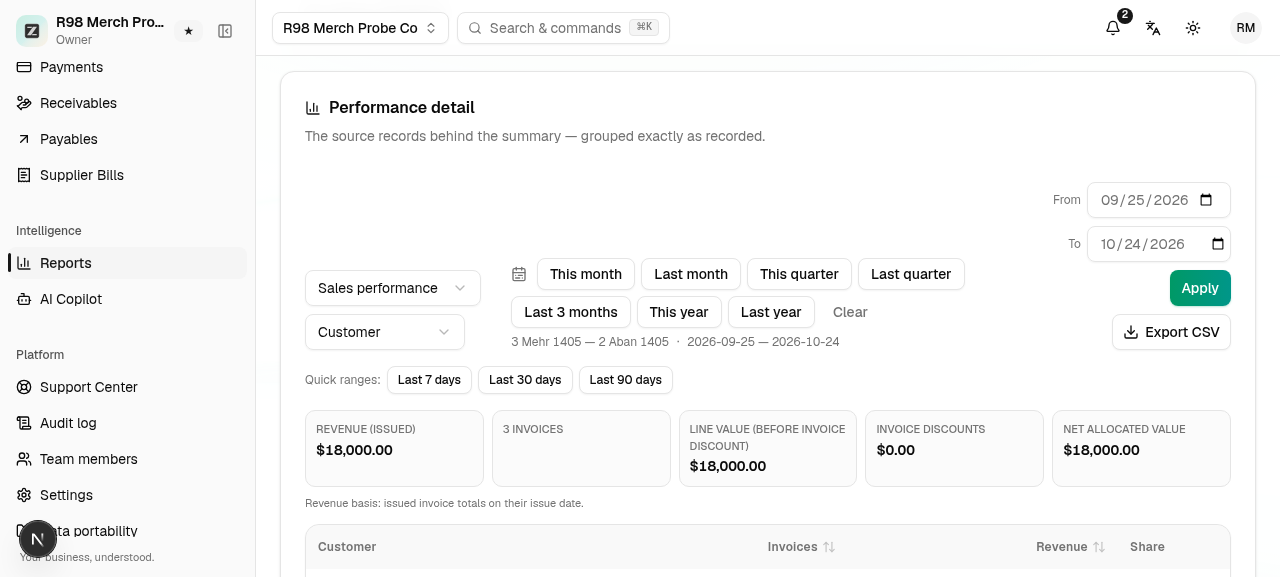 R98 Merch Pro...
Owner
Payments
Receivables
Payables
Supplier Bills
Intelligence
Reports
AI Copilot
Platform
Support Center
Audit log
Team members
Settings
ata portability
Your business, understood.
R98 Merch Probe Co
Search & commands
⌘K
2
RM
Performance detail
The source records behind the summary — grouped exactly as recorded.
From
09/25/2026
To
10/24/2026
Sales performance
Customer
This month
Last month
This quarter
Last quarter
Last 3 months
This year
Last year
Clear
3 Mehr 1405 — 2 Aban 1405 · 2026-09-25 — 2026-10-24
Apply
Export CSV
Quick ranges:
Last 7 days
Last 30 days
Last 90 days
REVENUE (ISSUED)
$18,000.00
3 INVOICES
LINE VALUE (BEFORE INVOICE
DISCOUNT)
$18,000.00
INVOICE DISCOUNTS
$0.00
NET ALLOCATED VALUE
$18,000.00
Revenue basis: issued invoice totals on their issue date.
Customer
Invoices
Revenue
Share